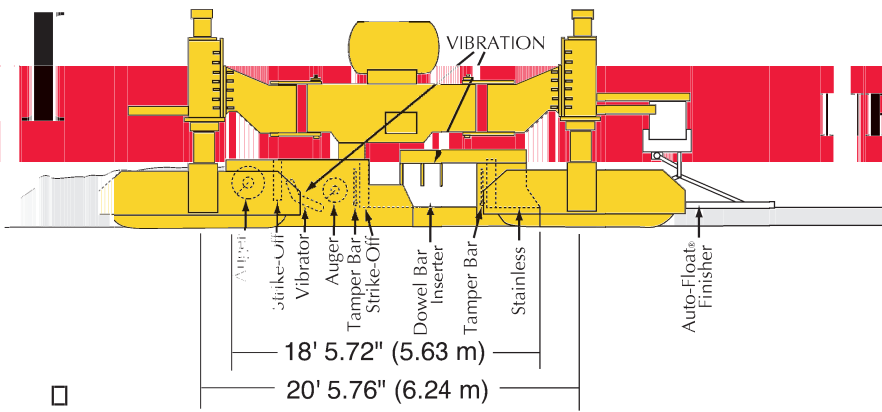 VIBRATION
Auger
Strike-Off
Vibrator
Auger
Tamper Bar
Strike-Off
Dowel Bar
Inserter
Tamper Bar
Stainless
Auto-Float®
Finisher
18' 5.72" (5.63 m)
20' 5.76" (6.24 m)